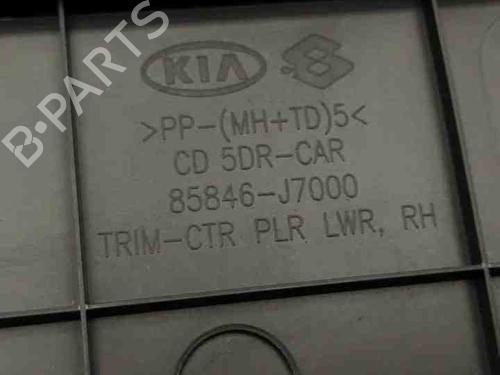 B-PARTS
KIA
>PP-(MH+TD)5<
CD 5DR-CAR
85846-J7000
TRIM-CTR PLR LWR, RH